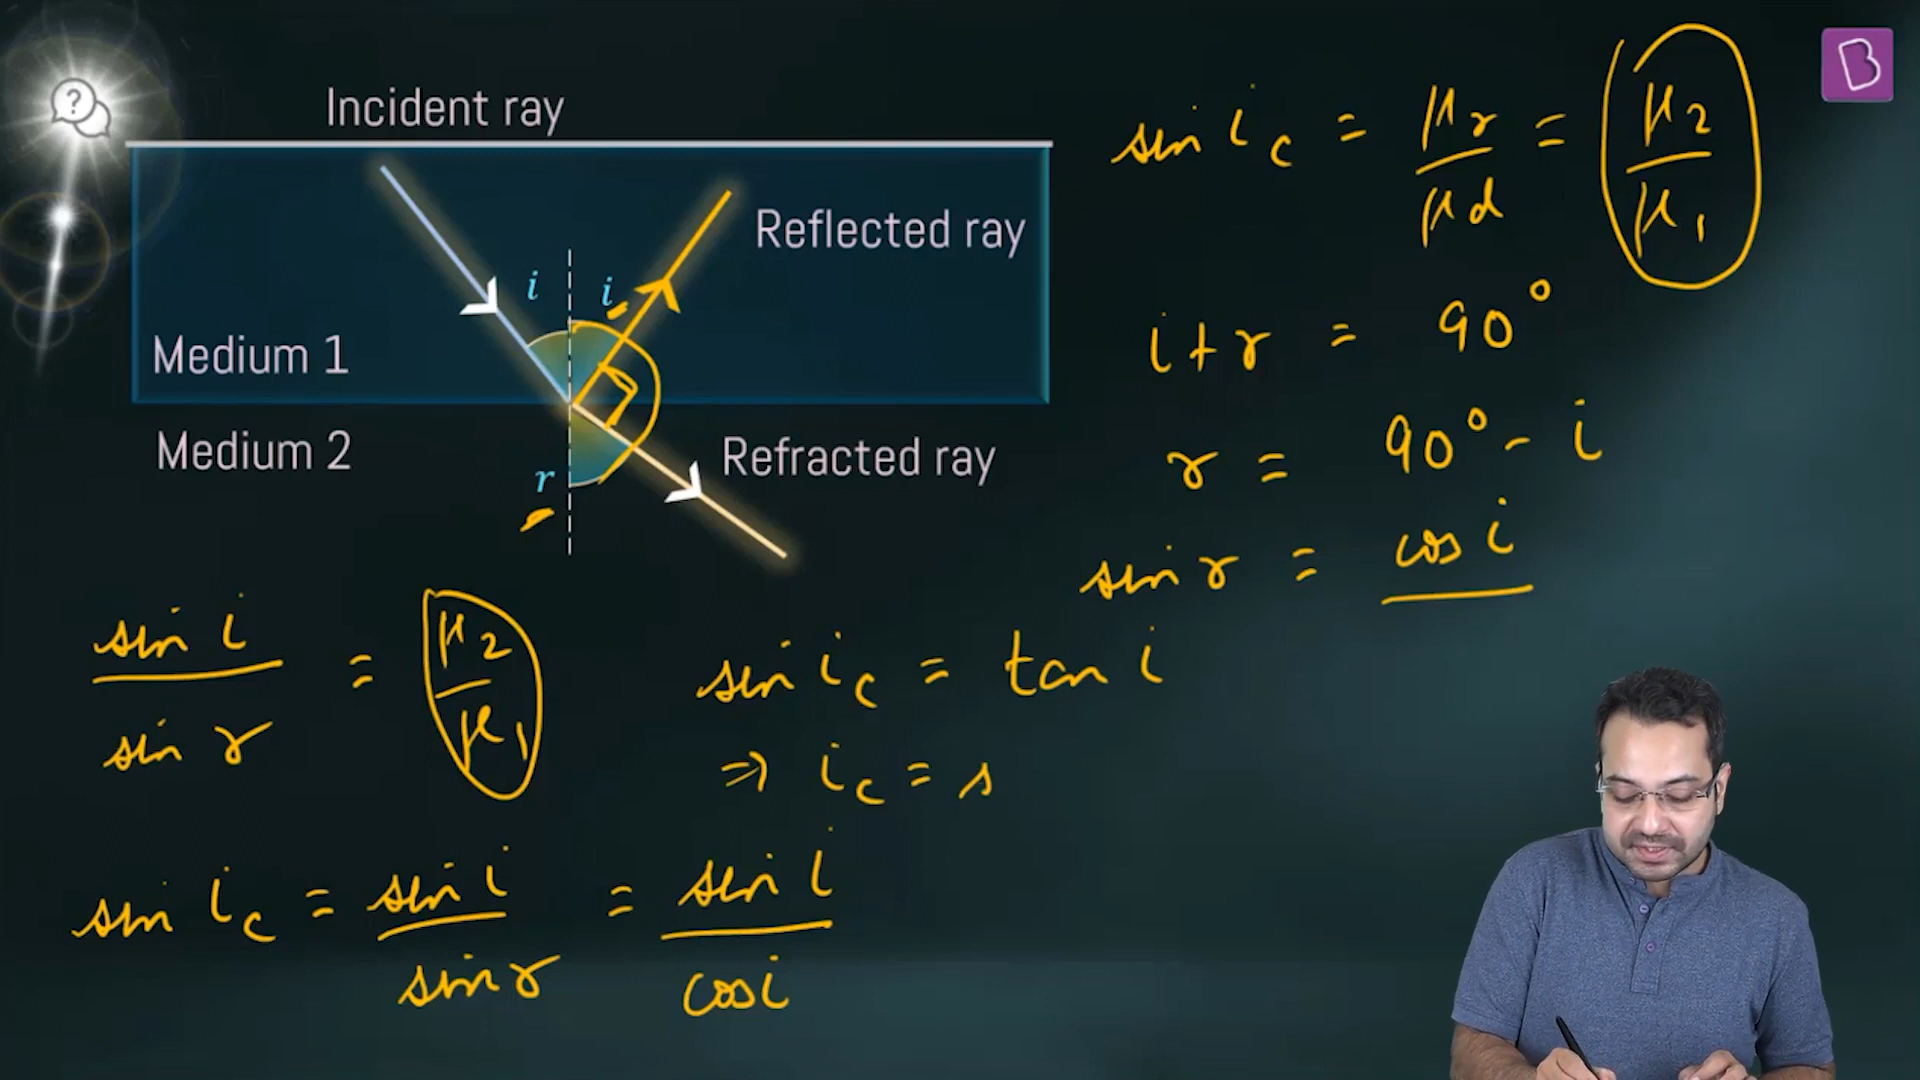 Incident ray
Reflected ray
i
i
Medium 1
Medium 2
r
Refracted ray
sin i_c = μr/μd = μ2/μ1
i + r = 90°
r = 90° - i
sin r = cos i
sin i / sin r = μ2/μ1
sin i_c = tan i
⇒ i_c = s
sin i_c = sin i / sin r = sin i / cos i
?
B